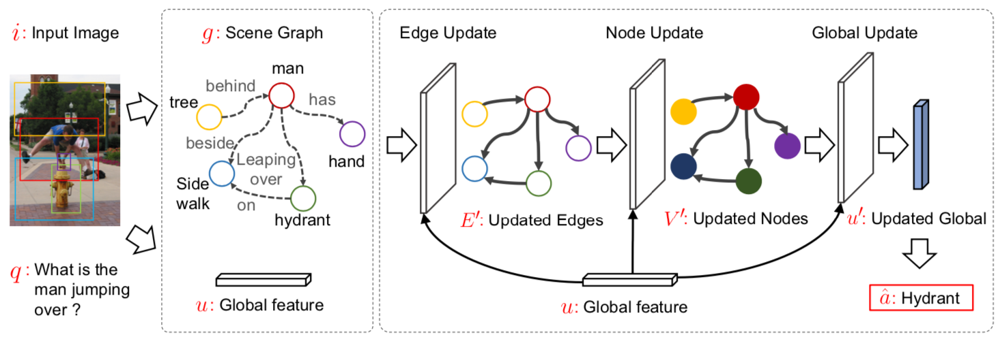 i: Input Image
q: What is the
man jumping
over ?
g: Scene Graph
man
behind
tree
has
beside
hand
Leaping
over
Side
walk
on
hydrant
u: Global feature
Edge Update
Node Update
Global Update
E′: Updated Edges
V′: Updated Nodes
u′: Updated Global
u: Global feature
â: Hydrant